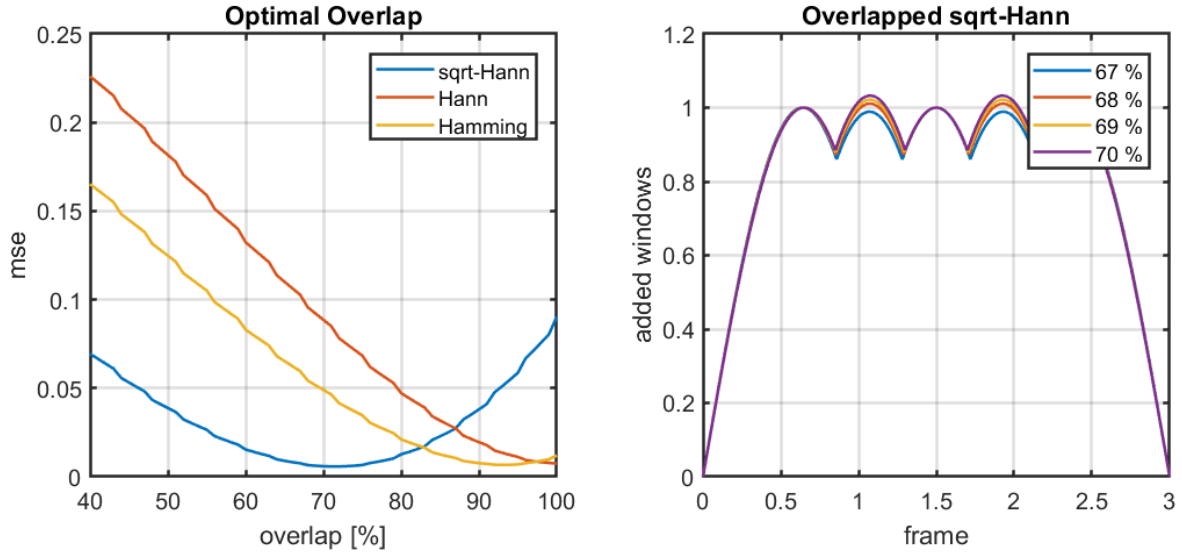 Optimal Overlap
0.25
0.2
0.15
0.1
0.05
0
mse
sqrt-Hann
Hann
Hamming
40 50 60 70 80 90 100
overlap [%]
Overlapped sqrt-Hann
1.2
1
0.8
0.6
0.4
0.2
0
added windows
67 %
68 %
69 %
70 %
0 0.5 1 1.5 2 2.5 3
frame